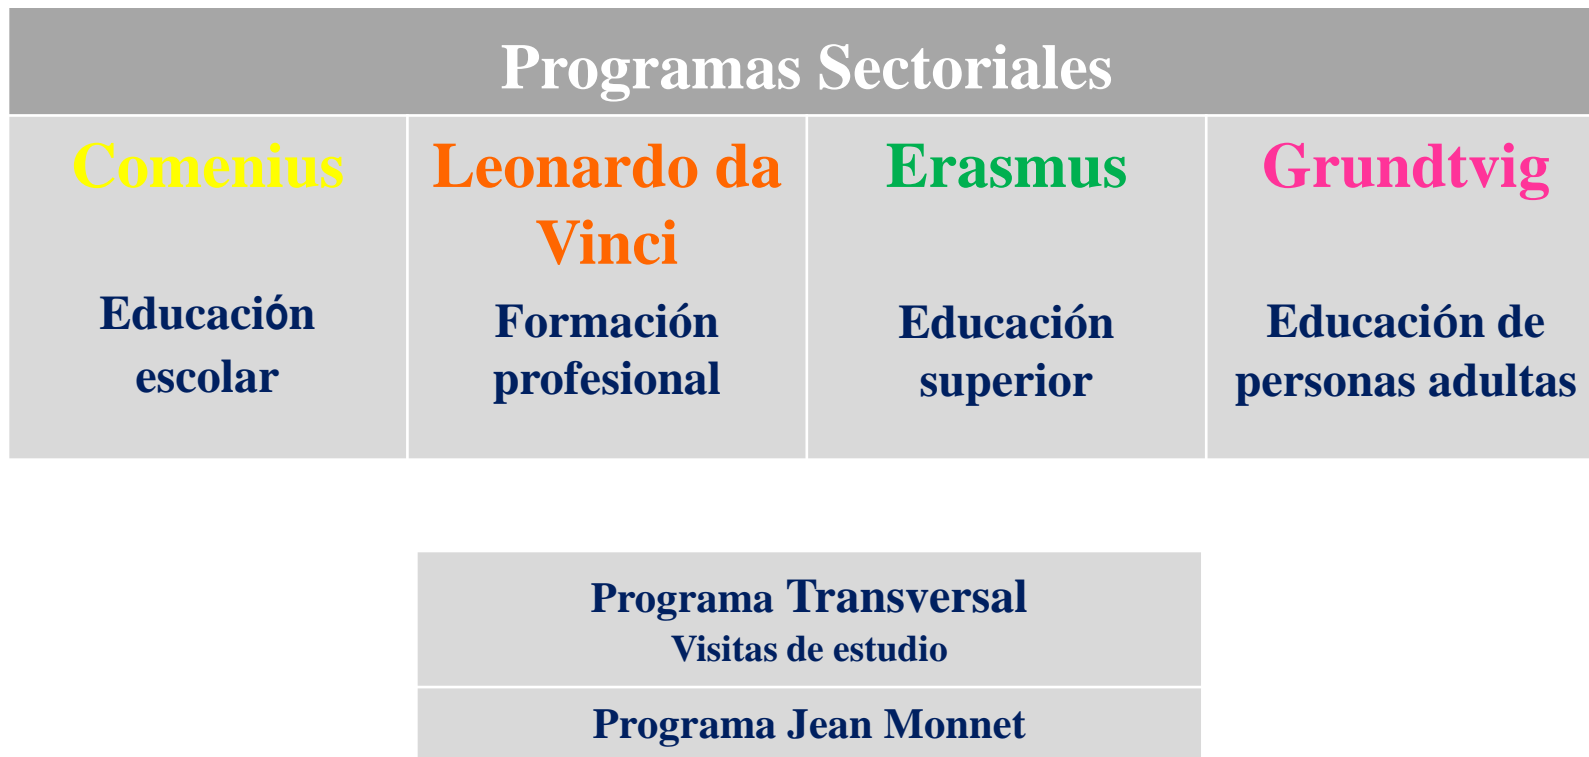 Programas Sectoriales
Comenius
Educación
escolar
Leonardo da
Vinci
Formación
profesional
Erasmus
Educación
superior
Grundtvig
Educación de
personas adultas
Programa Transversal
Visitas de estudio
Programa Jean Monnet